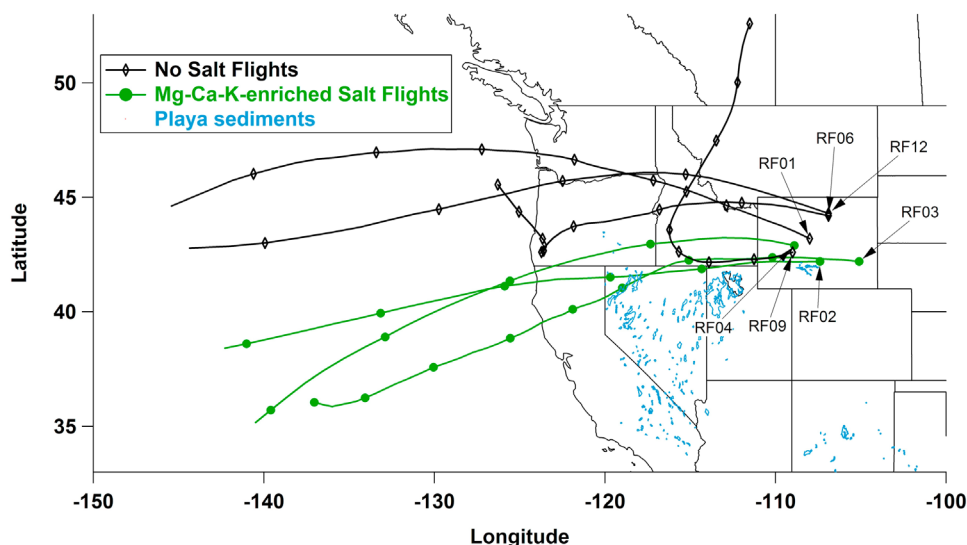 No Salt Flights
Mg-Ca-K-enriched Salt Flights
Playa sediments
Latitude
50
45
40
35
RF06
RF01
RF12
RF03
RF04
RF09
RF02
-150
-140
-130
-120
-110
-100
Longitude